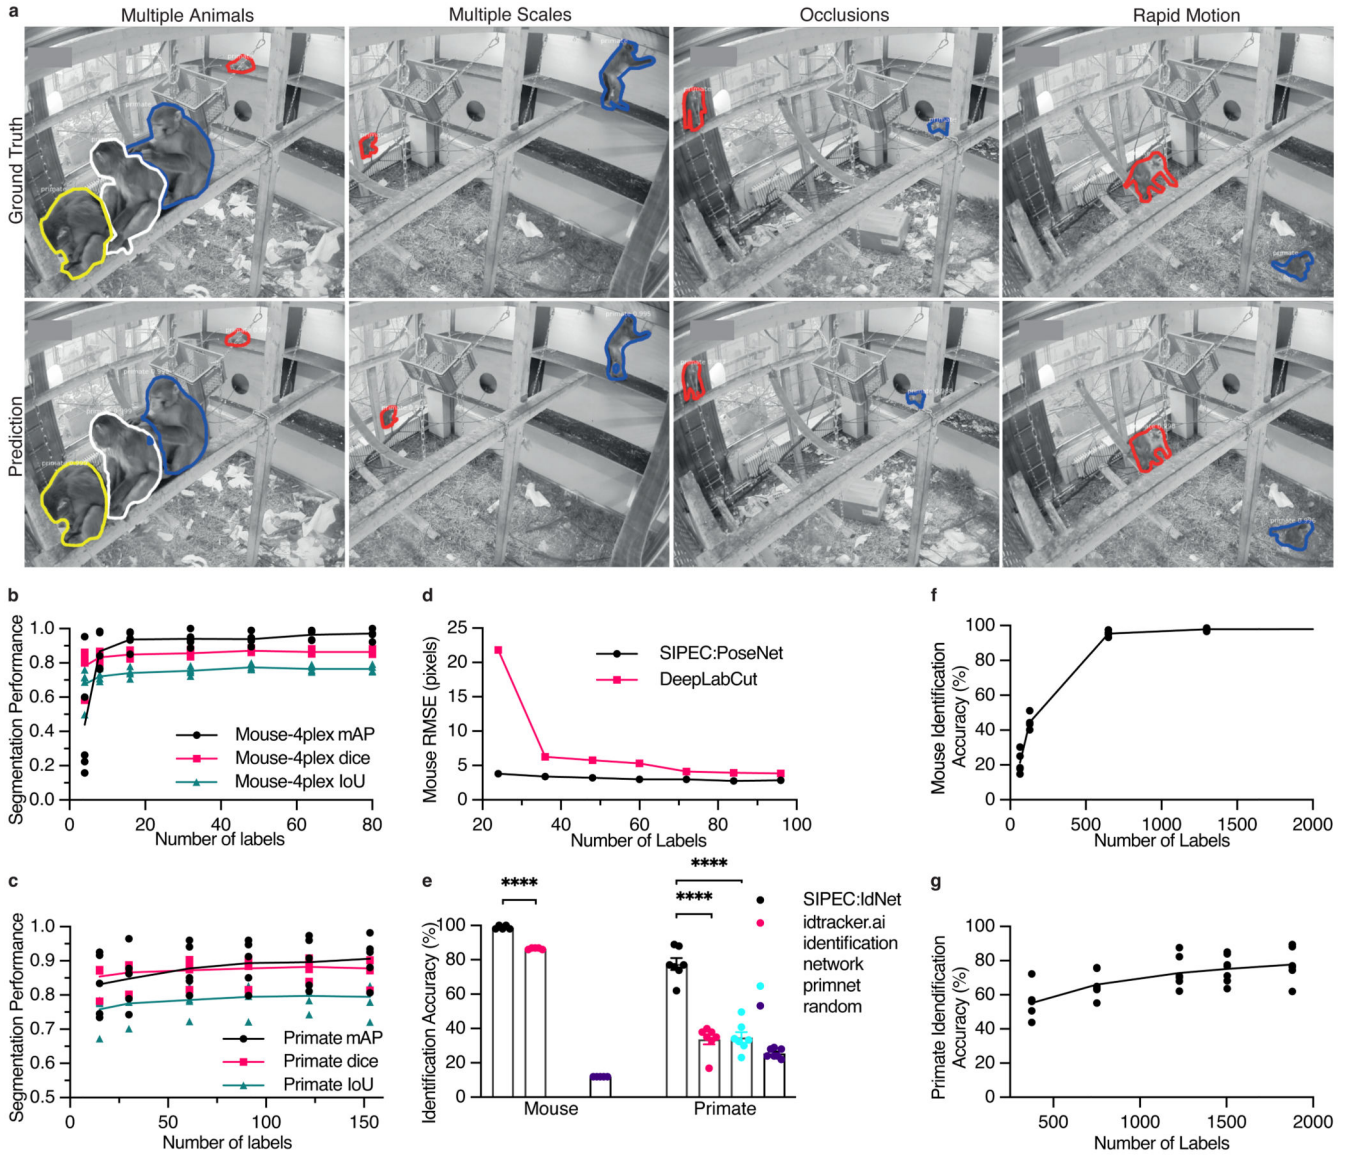 a
Multiple Animals
Multiple Scales
Occlusions
Rapid Motion
Ground Truth
Prediction
b
Segmentation Performance
1.0
0.8
0.6
0.4
0.2
0.0
0
20
40
60
80
Number of labels
Mouse-4plex mAP
Mouse-4plex dice
Mouse-4plex IoU
d
Mouse RMSE (pixels)
25
20
15
10
5
0
20
40
60
80
100
Number of Labels
SIPEC:PoseNet
DeepLabCut
f
Mouse Identification
Accuracy (%)
100
80
60
40
20
0
0
500
1000
1500
2000
Number of Labels
c
Segmentation Performance
1.0
0.9
0.8
0.7
0.6
0.5
0
50
100
150
Number of labels
Primate mAP
Primate dice
Primate IoU
e
Identification Accuracy (%)
100
80
60
40
20
0
****
****
****
Mouse
Primate
SIPEC:IdNet
idtracker.ai
identification
network
primnet
random
g
Primate Idendification
Accuracy (%)
100
80
60
40
20
0
500
1000
1500
2000
Number of Labels